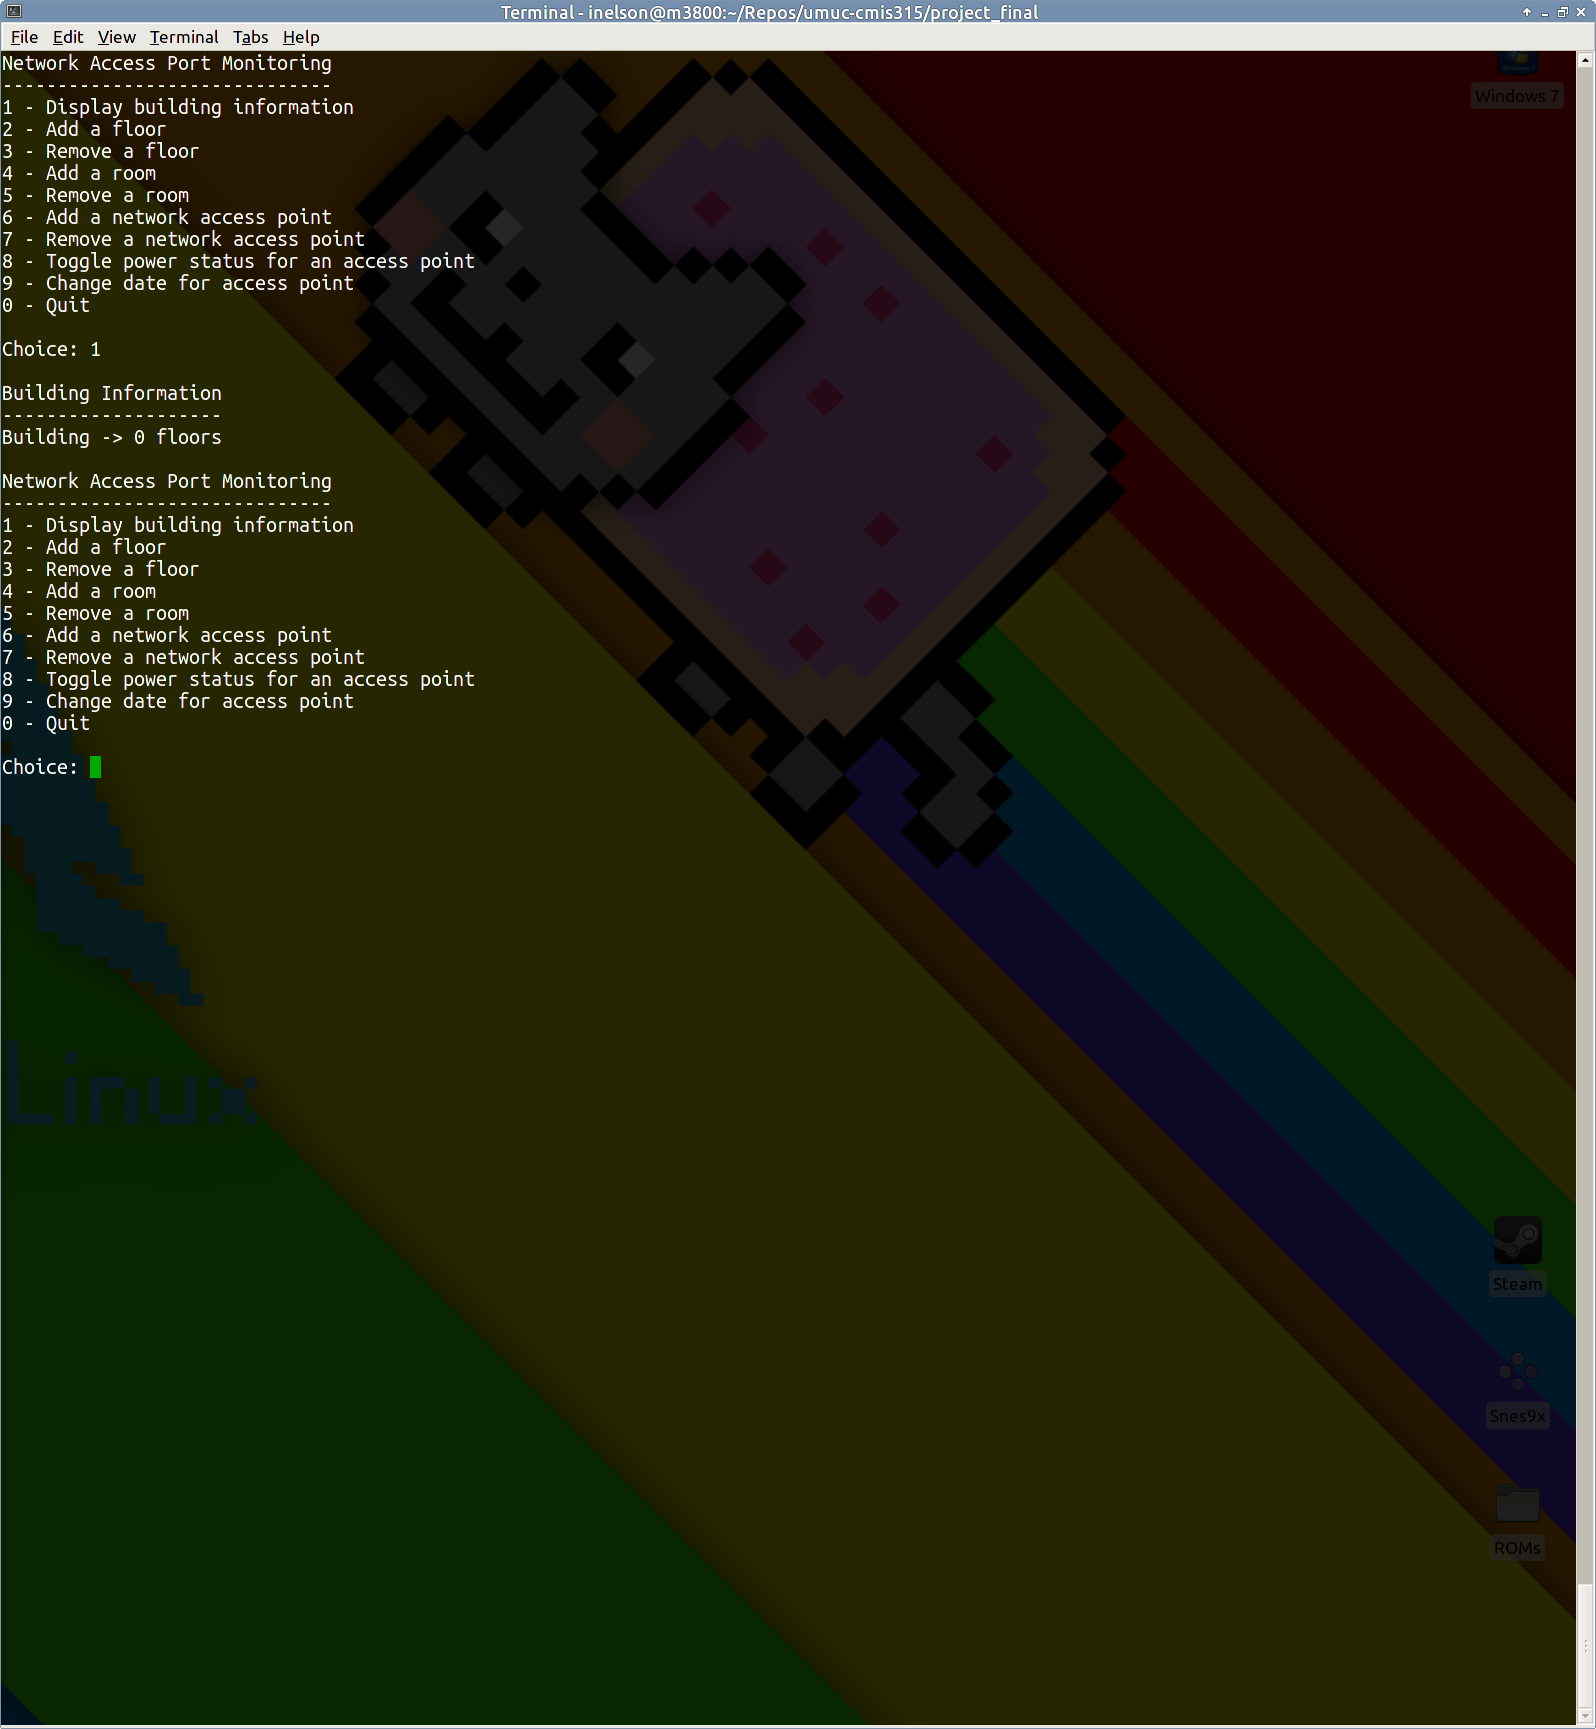 Terminal - inelson@m3800:~/Repos/umuc-cmis315/project_final
File Edit View Terminal Tabs Help
Network Access Port Monitoring
------------------------------
1 - Display building information
2 - Add a floor
3 - Remove a floor
4 - Add a room
5 - Remove a room
6 - Add a network access point
7 - Remove a network access point
8 - Toggle power status for an access point
9 - Change date for access point
0 - Quit
Choice: 1
Building Information
--------------------
Building -> 0 floors
Network Access Port Monitoring
------------------------------
1 - Display building information
2 - Add a floor
3 - Remove a floor
4 - Add a room
5 - Remove a room
6 - Add a network access point
7 - Remove a network access point
8 - Toggle power status for an access point
9 - Change date for access point
0 - Quit
Choice:
Windows 7
Linux
Steam
Snes9x
ROMs